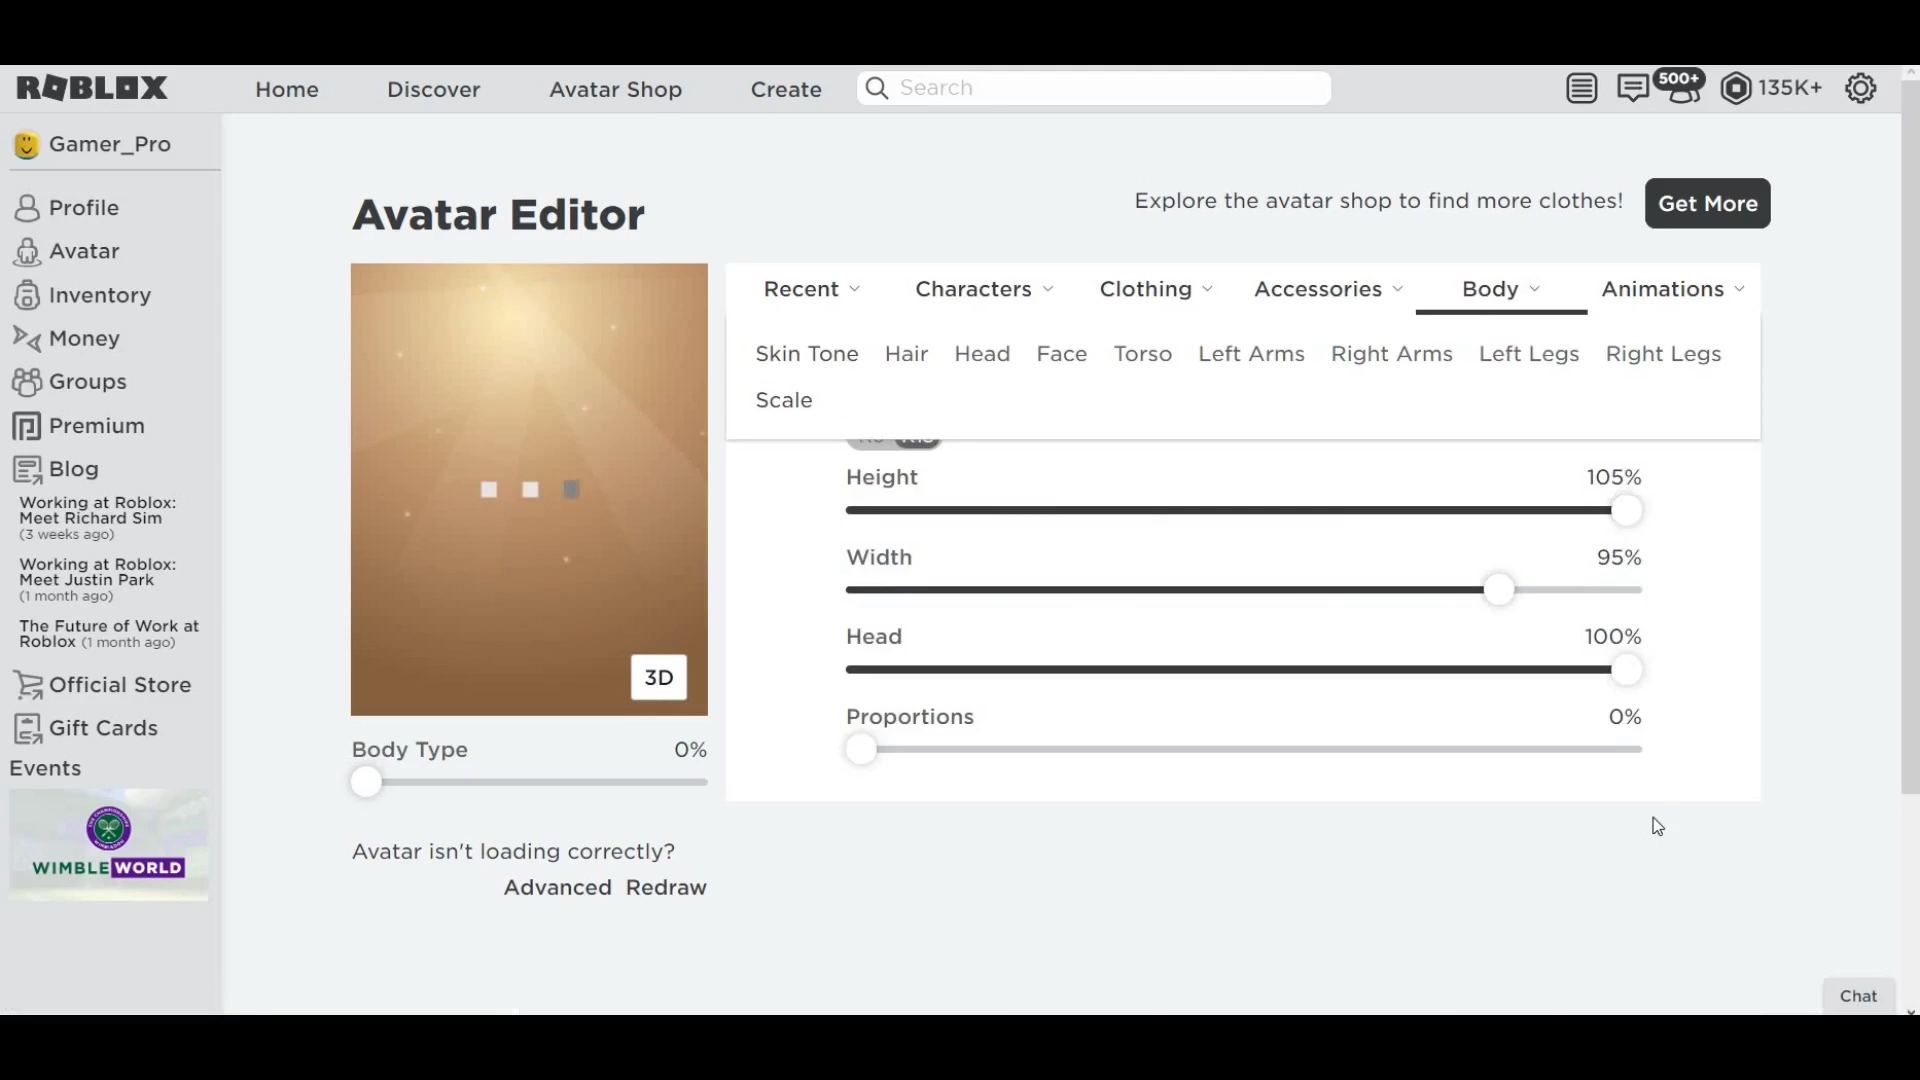 ROBLOX
Home
Discover
Avatar Shop
Create
Search
500+
135K+
Gamer_Pro
Profile
Avatar
Inventory
Money
Groups
Premium
Blog
Working at Roblox:
Meet Richard Sim
(3 weeks ago)
Working at Roblox:
Meet Justin Park
(1 month ago)
The Future of Work at
Roblox (1 month ago)
Official Store
Gift Cards
Events
WIMBLEWORLD
Avatar Editor
Explore the avatar shop to find more clothes!
Get More
3D
Body Type 0%
Avatar isn't loading correctly?
Advanced Redraw
Recent
Characters
Clothing
Accessories
Body
Animations
Skin Tone Hair Head Face Torso Left Arms Right Arms Left Legs Right Legs
Scale
Height 105%
Width 95%
Head 100%
Proportions 0%
Chat